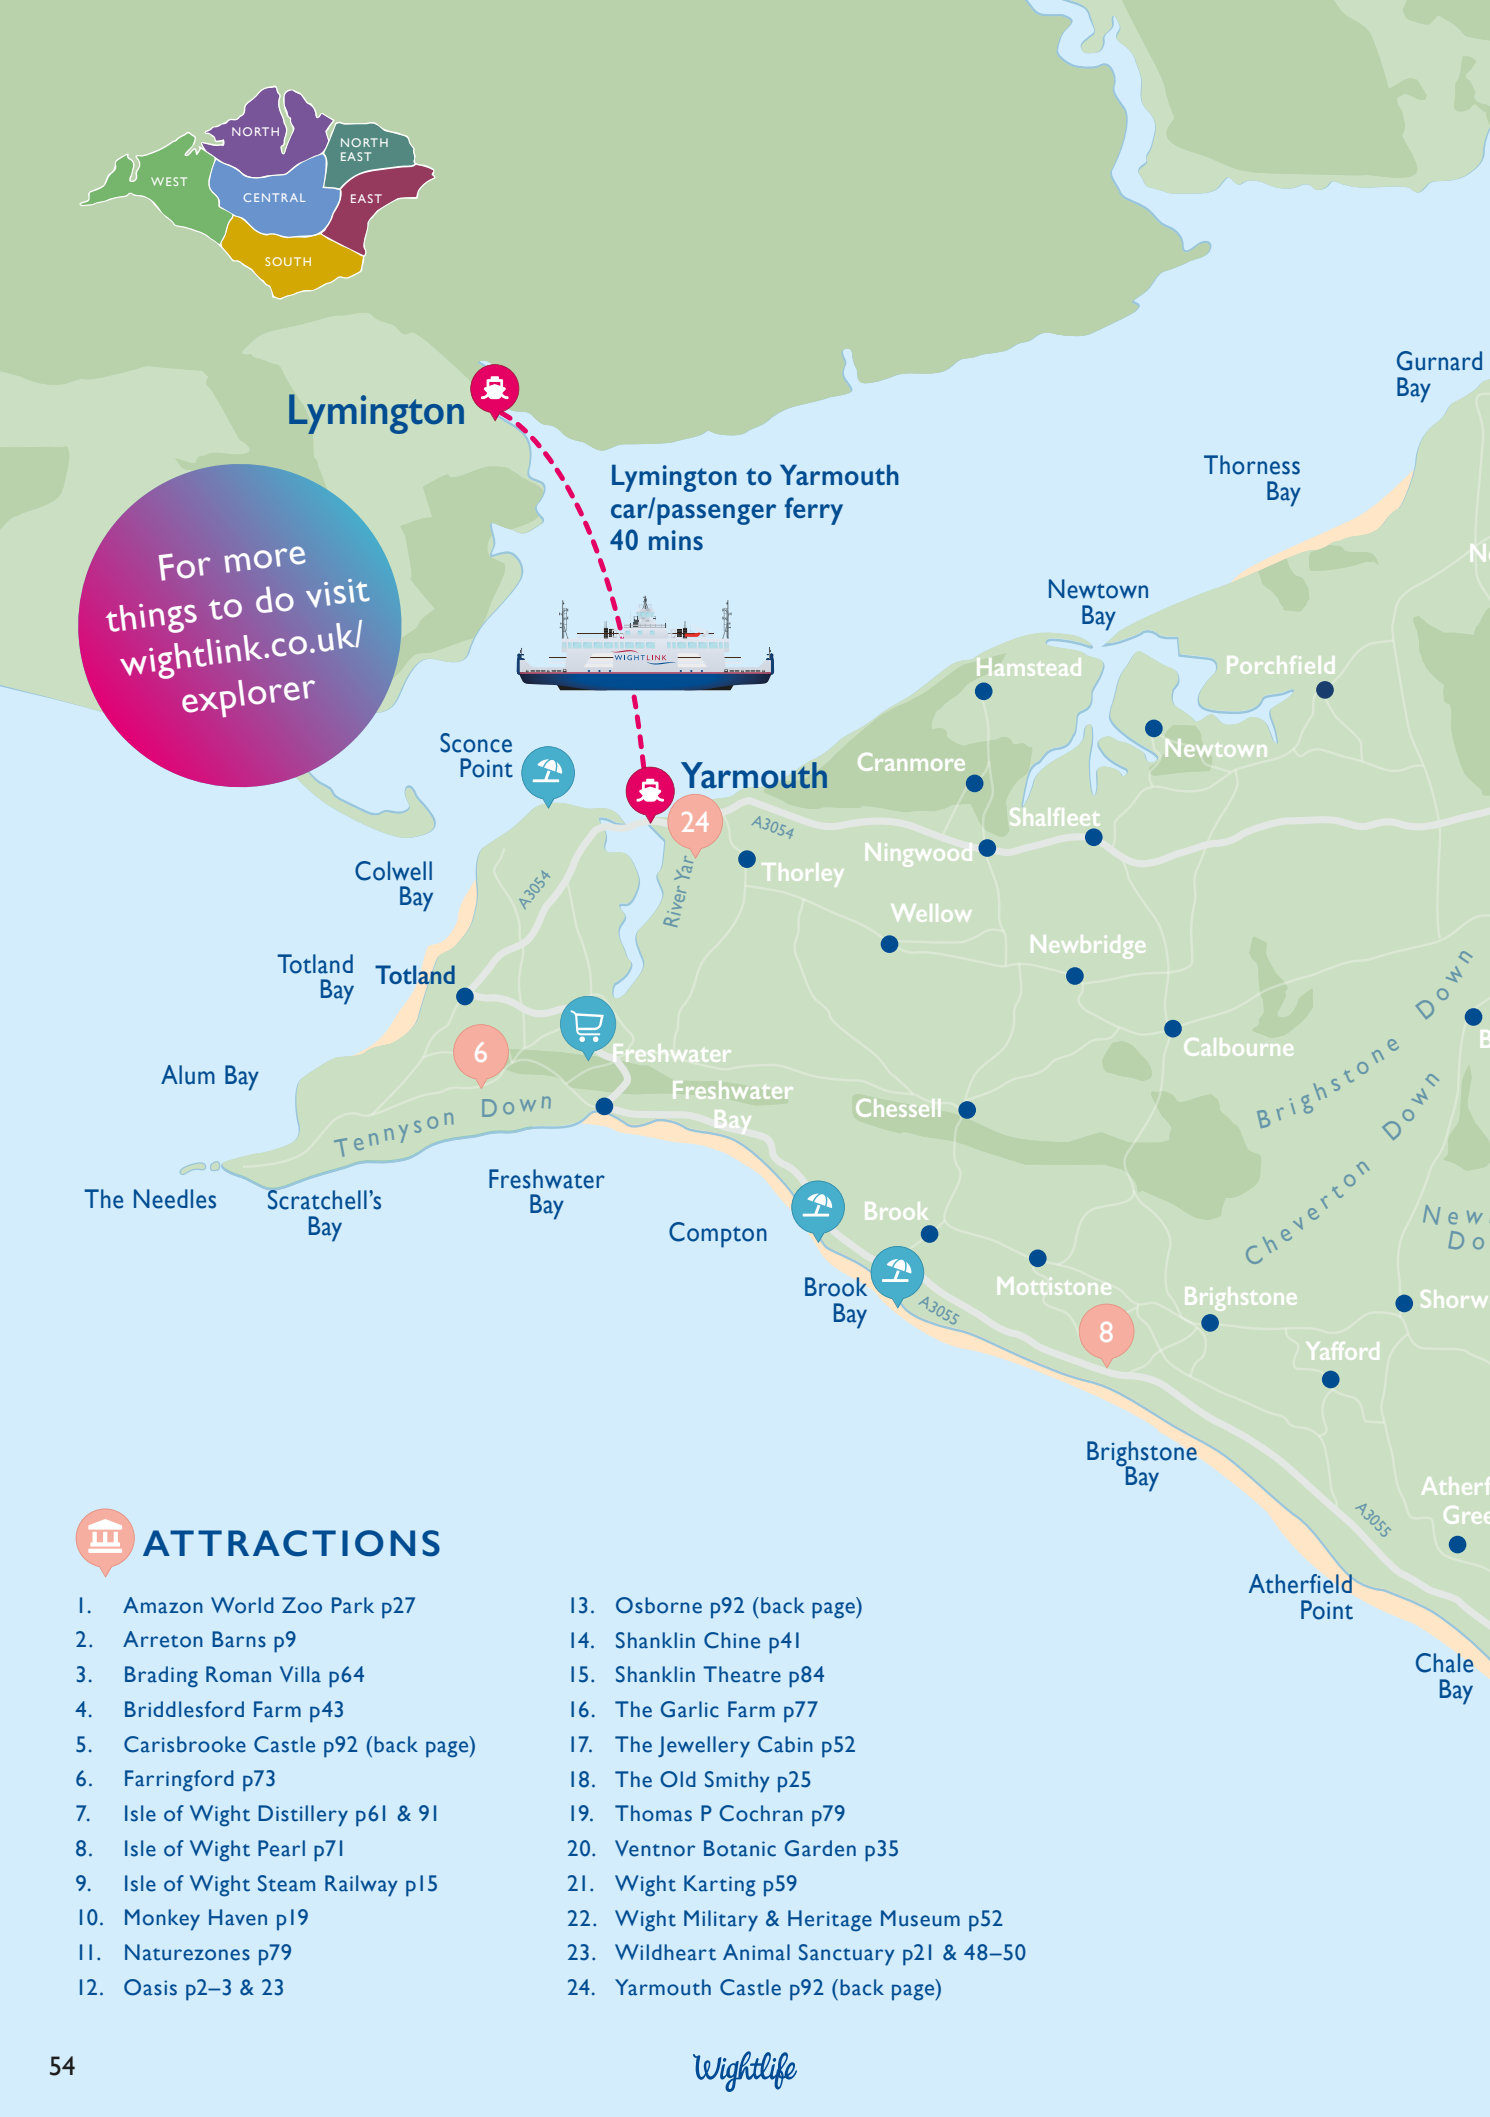 NORTH
NORTH
EAST
WEST
CENTRAL
EAST
SOUTH
Gurnard
Bay
Lymington
Lymington to Yarmouth
car/passenger ferry
40 mins
Thorness
Bay
For more
things to do visit
wightlink.co.uk/
explorer
Newtown
Bay
WIGHTLINK
Hamstead
Porchfield
Sconce
Point
Newtown
Yarmouth
Cranmore
24
A3054
Shalfleet
Ningwood
Thorley
Colwell
Bay
A3054
River Yar
Wellow
Newbridge
Totland
Bay
Totland
Brighstone Down
Calbourne
6
Freshwater
Alum Bay
Freshwater
Bay
Chessell
Tennyson Down
Cheverton Down
The Needles
Scratchell's
Bay
Freshwater
Bay
Compton
Brook
Brook
Bay
A3055
Mottistone
Brighstone
8
Shorw
Yafford
Brighstone
Bay
Atherf
Gree
A3055
Atherfield
Point
Chale
Bay
ATTRACTIONS
1. Amazon World Zoo Park p27
2. Arreton Barns p9
3. Brading Roman Villa p64
4. Briddlesford Farm p43
5. Carisbrooke Castle p92 (back page)
6. Farringford p73
7. Isle of Wight Distillery p61 & 91
8. Isle of Wight Pearl p71
9. Isle of Wight Steam Railway p15
10. Monkey Haven p19
11. Naturezones p79
12. Oasis p2–3 & 23
13. Osborne p92 (back page)
14. Shanklin Chine p41
15. Shanklin Theatre p84
16. The Garlic Farm p77
17. The Jewellery Cabin p52
18. The Old Smithy p25
19. Thomas P Cochran p79
20. Ventnor Botanic Garden p35
21. Wight Karting p59
22. Wight Military & Heritage Museum p52
23. Wildheart Animal Sanctuary p21 & 48–50
24. Yarmouth Castle p92 (back page)
54
Wightlife